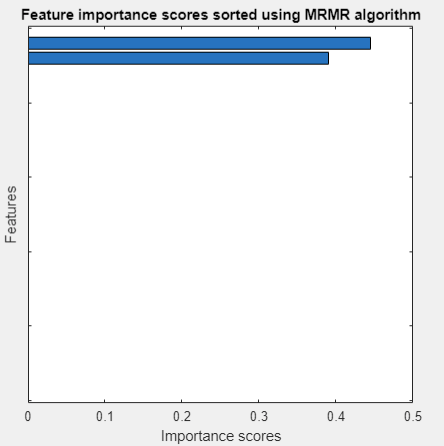 Feature importance scores sorted using MRMR algorithm
Features
0 0.1 0.2 0.3 0.4 0.5
Importance scores